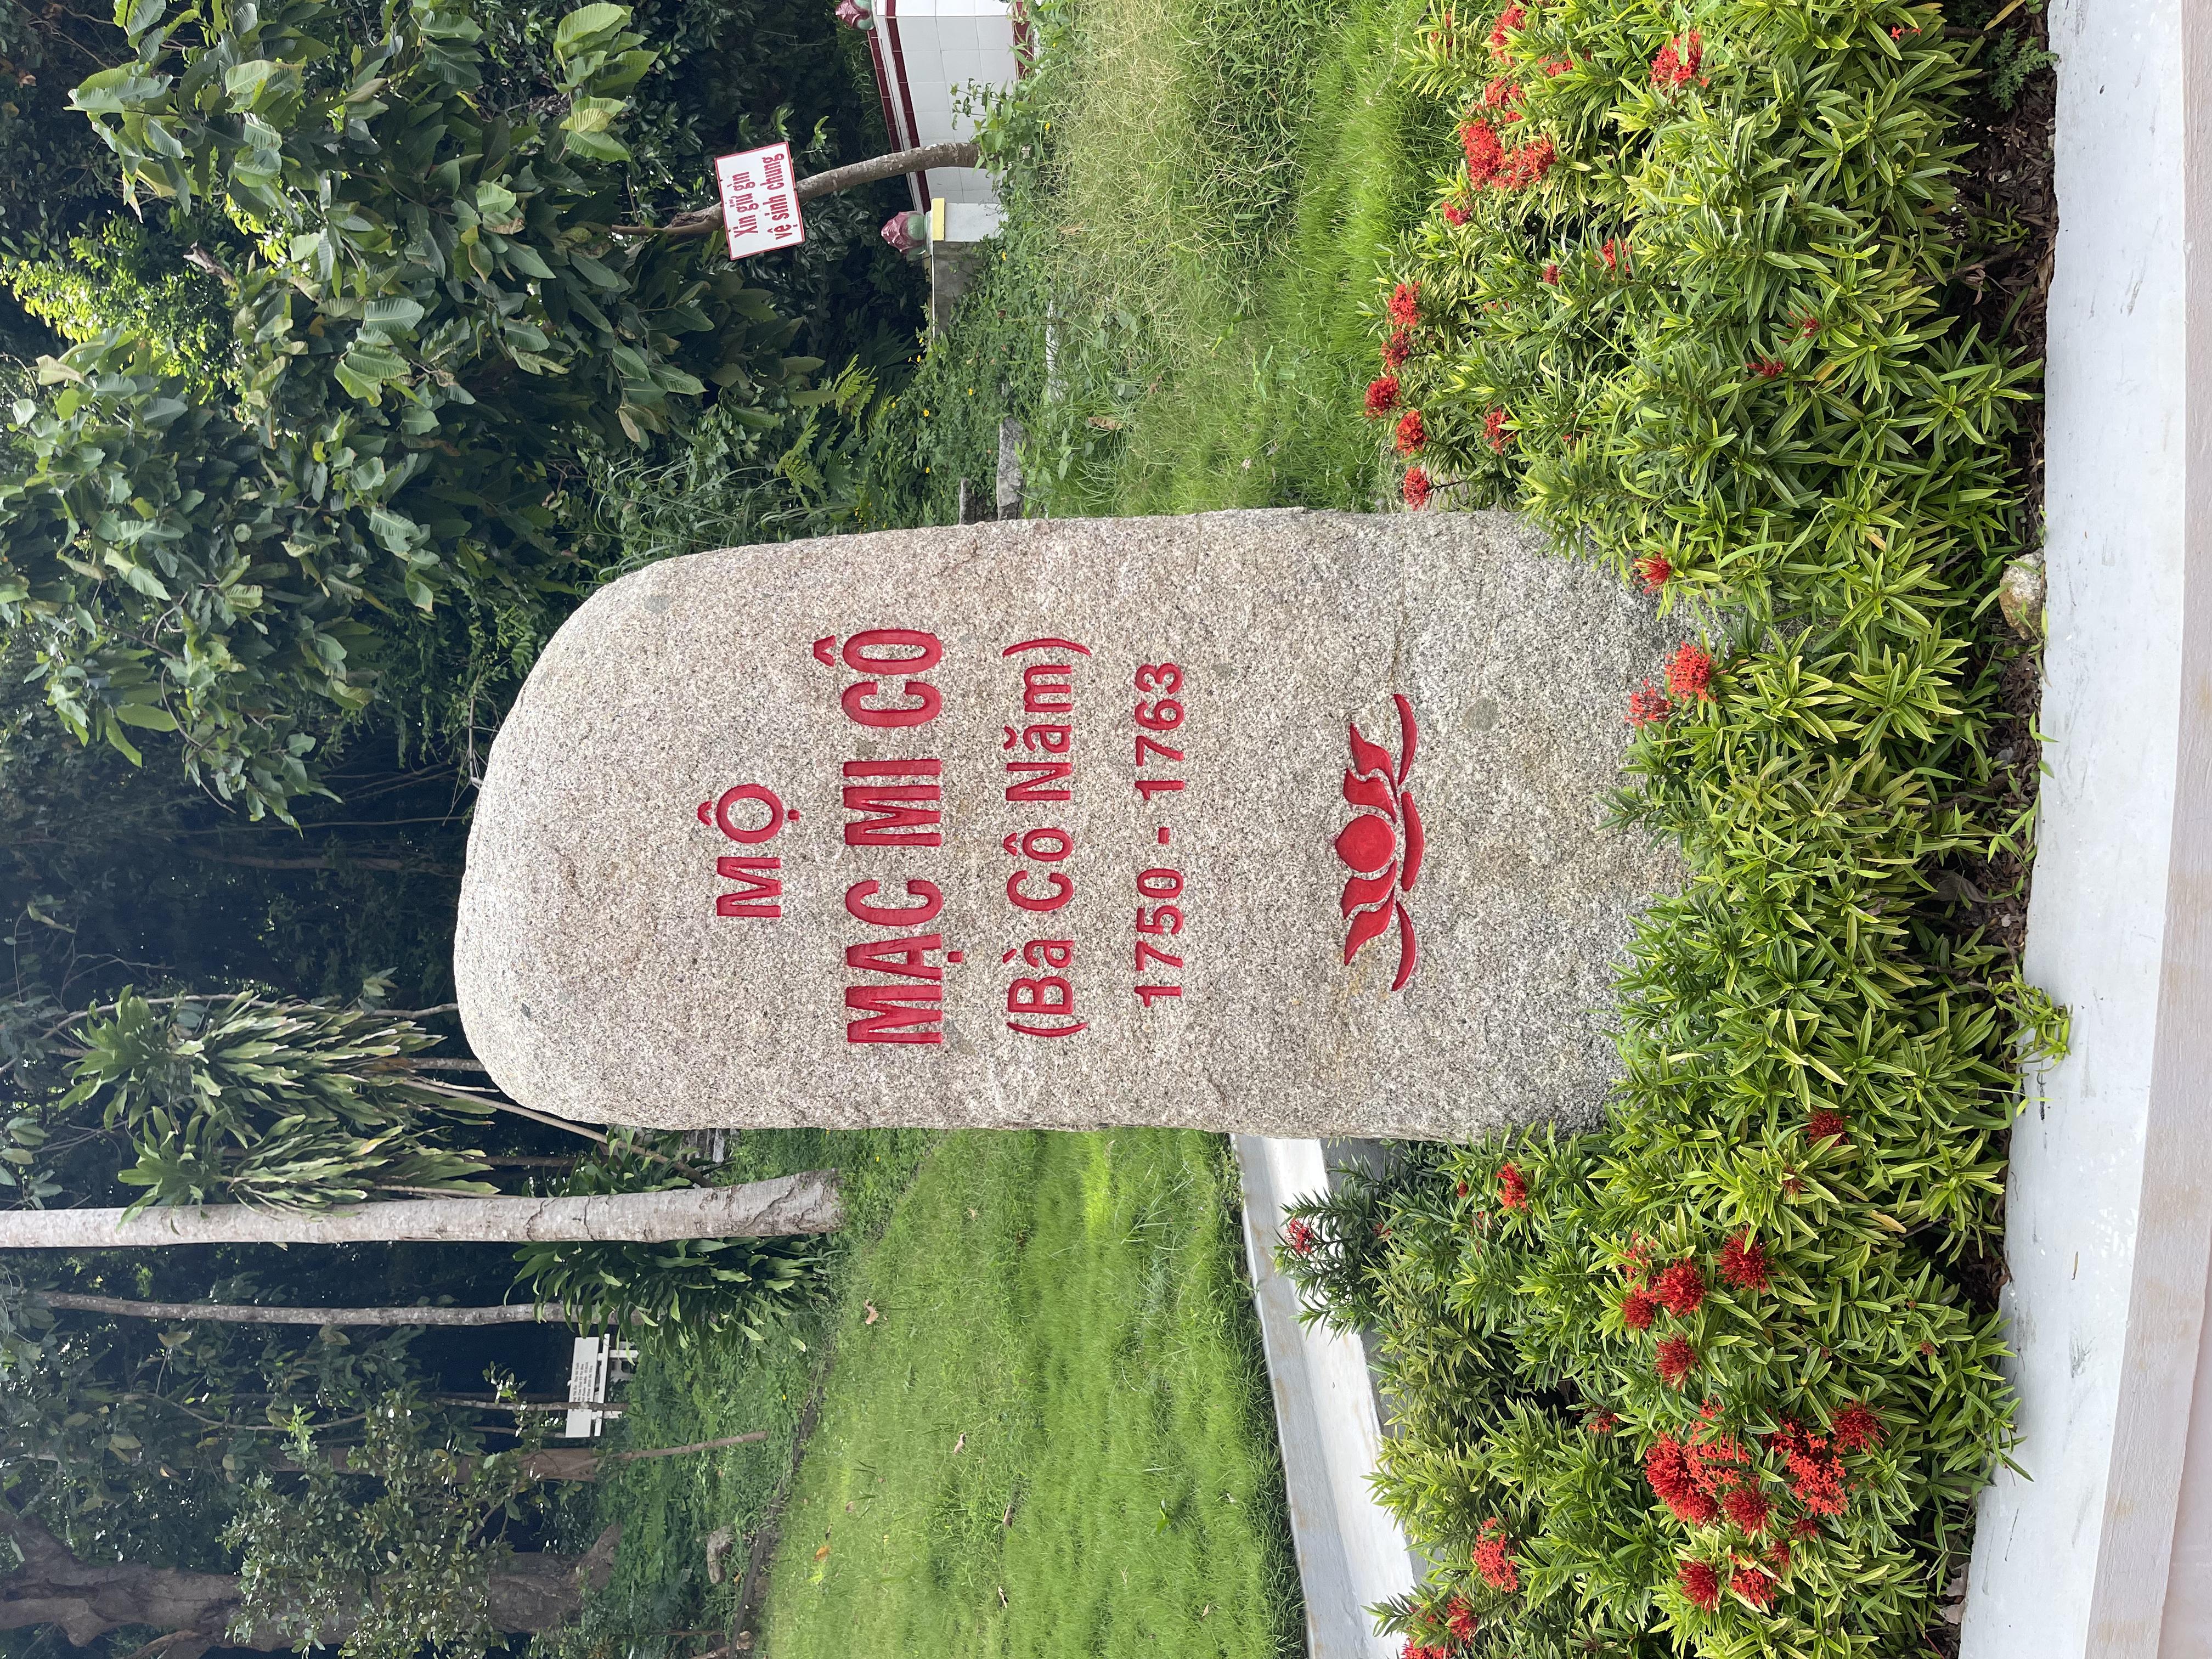 MỘ
MẠC MI CÔ
(Bà Cô Năm)
1750 - 1763
Xin giữ gìn
vệ sinh chung